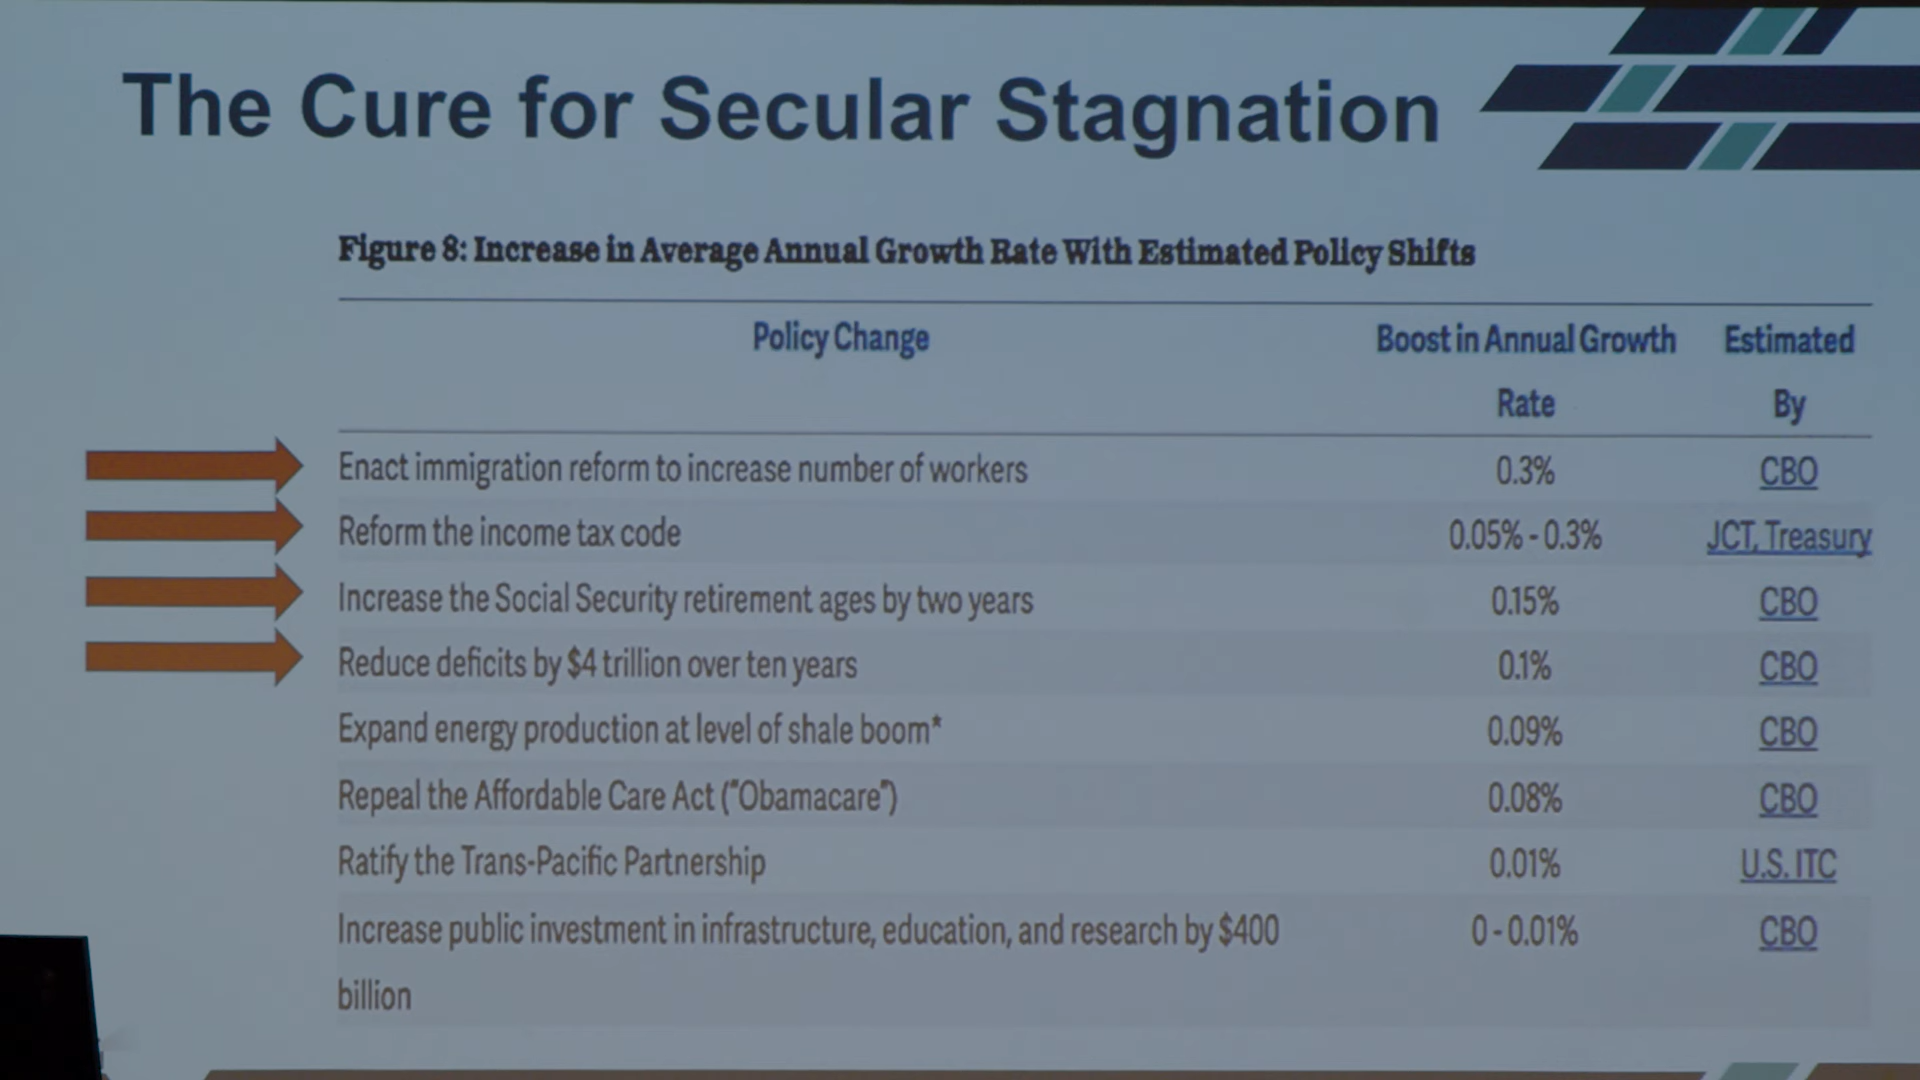 The Cure for Secular Stagnation
Figure 8: Increase in Average Annual Growth Rate With Estimated Policy Shifts
Policy Change Boost in Annual Growth Rate Estimated By
Enact immigration reform to increase number of workers 0.3% CBO
Reform the income tax code 0.05% - 0.3% JCT, Treasury
Increase the Social Security retirement ages by two years 0.15% CBO
Reduce deficits by $4 trillion over ten years 0.1% CBO
Expand energy production at level of shale boom* 0.09% CBO
Repeal the Affordable Care Act ("Obamacare") 0.08% CBO
Ratify the Trans-Pacific Partnership 0.01% U.S. ITC
Increase public investment in infrastructure, education, and research by $400 0 - 0.01% CBO
billion